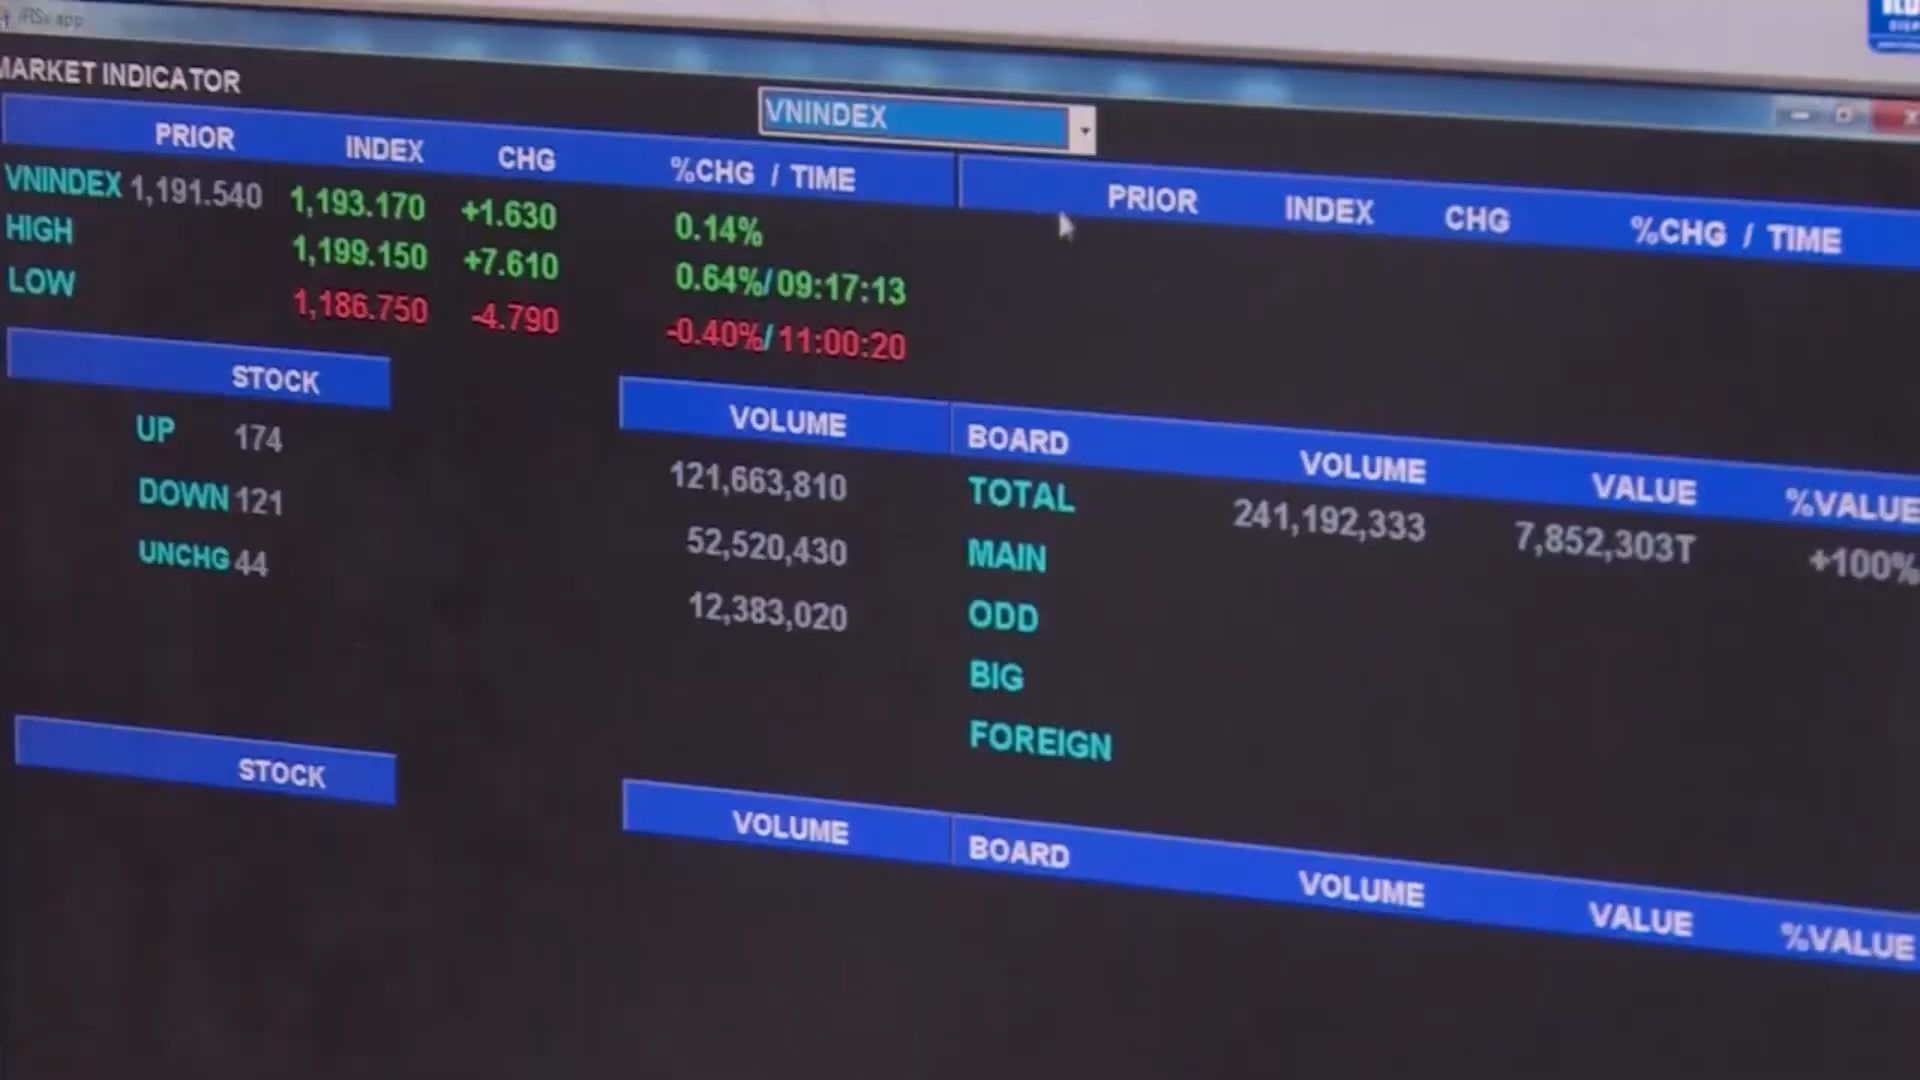 MARKET INDICATOR
VNINDEX
PRIOR INDEX CHG %CHG / TIME PRIOR INDEX CHG %CHG / TIME
VNINDEX 1,191.540 1,193.170 +1.630 0.14%
HIGH 1,199.150 +7.610 0.64%/ 09:17:13
LOW 1,186.750 -4.790 -0.40%/ 11:00:20
STOCK VOLUME BOARD VOLUME VALUE %VALUE
UP 174 121,663,810 TOTAL 241,192,333 7,852,303T +100%
DOWN 121 52,520,430 MAIN
UNCHG 44 12,383,020 ODD
BIG
FOREIGN
STOCK VOLUME BOARD VOLUME VALUE %VALUE